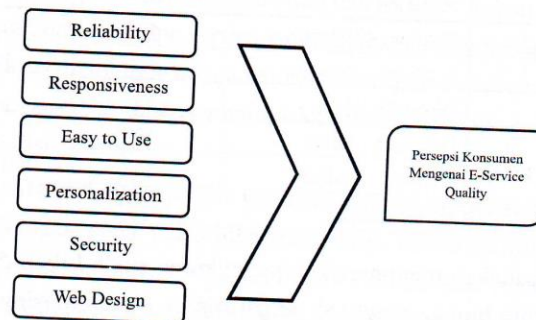 Reliability
Responsiveness
Easy to Use
Personalization
Security
Web Design
Persepsi Konsumen
Mengenai E-Service
Quality